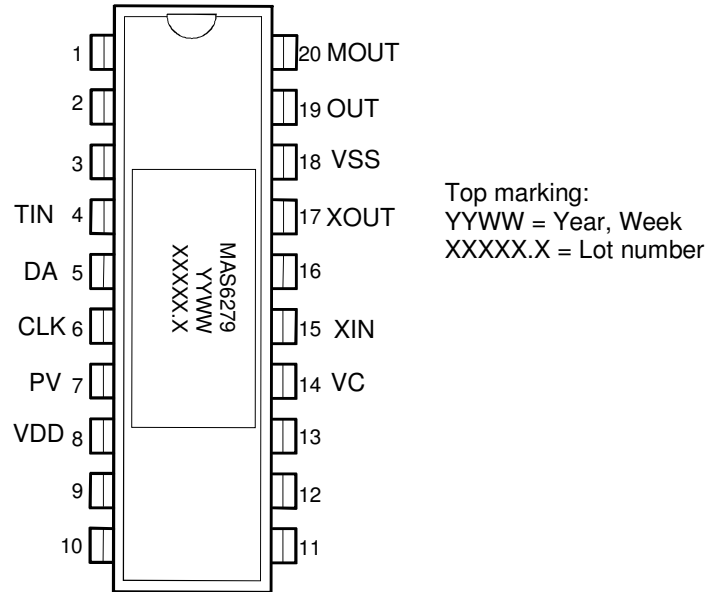 1
2
3
TIN 4
DA 5
CLK 6
PV 7
VDD 8
9
10
20 MOUT
19 OUT
18 VSS
17 XOUT
16
15 XIN
14 VC
13
12
11
MAS6279
YYWW
XXXXX.X
Top marking:
YYWW = Year, Week
XXXXX.X = Lot number